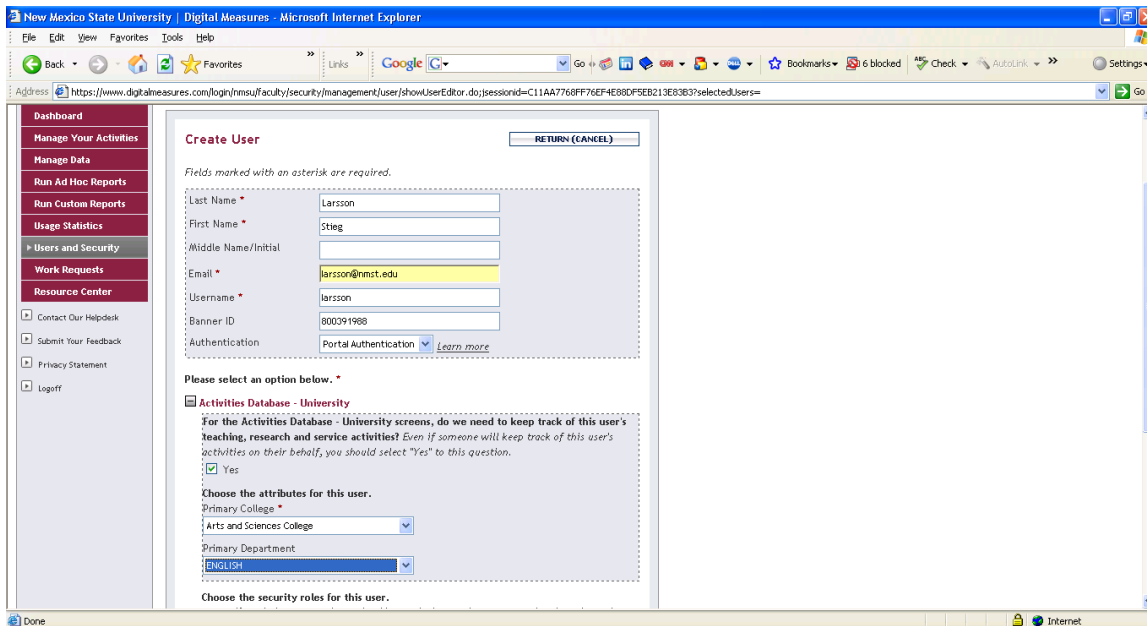 New Mexico State University | Digital Measures - Microsoft Internet Explorer
File Edit View Favorites Tools Help
Back Favorites » Links » Google G Go CNN DELL Bookmarks 6 blocked ABC Check AutoLink » Settings
Address https://www.digitalmeasures.com/login/nmsu/faculty/security/management/user/showUserEditor.do;jsessionid=C11AA7768FF76EF4E88DF5EB213E83B3?selectedUsers= Go
Dashboard
Manage Your Activities
Manage Data
Run Ad Hoc Reports
Run Custom Reports
Usage Statistics
Users and Security
Work Requests
Resource Center
Contact Our Helpdesk
Submit Your Feedback
Privacy Statement
Logoff
Create User RETURN (CANCEL)
Fields marked with an asterisk are required.
Last Name * Larsson
First Name * Stieg
Middle Name/Initial
Email * larsson@nmst.edu
Username * larsson
Banner ID 800391988
Authentication Portal Authentication Learn more
Please select an option below. *
Activities Database - University
For the Activities Database - University screens, do we need to keep track of this user's
teaching, research and service activities? Even if someone will keep track of this user's
activities on their behalf, you should select "Yes" to this question.
Yes
Choose the attributes for this user.
Primary College *
Arts and Sciences College
Primary Department
ENGLISH
Choose the security roles for this user.
Done Internet